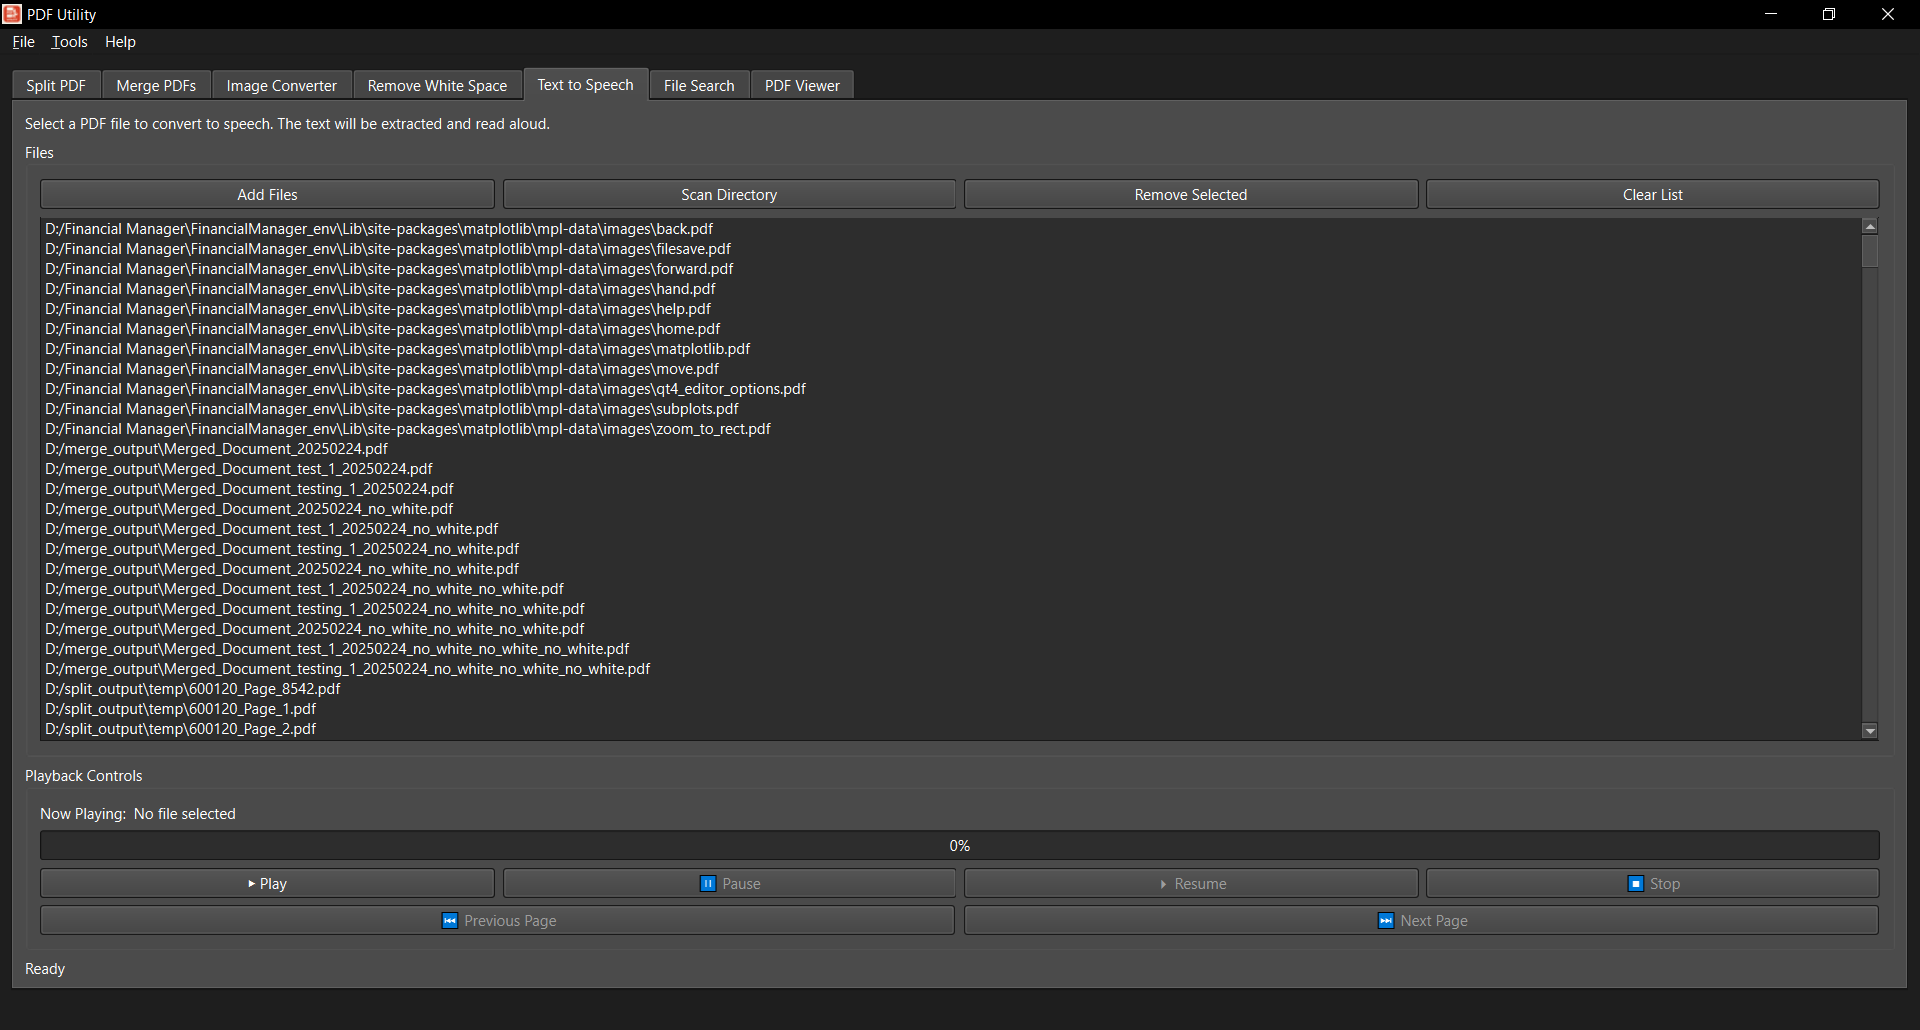 PDF Utility
File Tools Help
Split PDF Merge PDFs Image Converter Remove White Space Text to Speech File Search PDF Viewer
Select a PDF file to convert to speech. The text will be extracted and read aloud.
Files
Add Files Scan Directory Remove Selected Clear List
D:/Financial Manager\FinancialManager_env\Lib\site-packages\matplotlib\mpl-data\images\back.pdf
D:/Financial Manager\FinancialManager_env\Lib\site-packages\matplotlib\mpl-data\images\filesave.pdf
D:/Financial Manager\FinancialManager_env\Lib\site-packages\matplotlib\mpl-data\images\forward.pdf
D:/Financial Manager\FinancialManager_env\Lib\site-packages\matplotlib\mpl-data\images\hand.pdf
D:/Financial Manager\FinancialManager_env\Lib\site-packages\matplotlib\mpl-data\images\help.pdf
D:/Financial Manager\FinancialManager_env\Lib\site-packages\matplotlib\mpl-data\images\home.pdf
D:/Financial Manager\FinancialManager_env\Lib\site-packages\matplotlib\mpl-data\images\matplotlib.pdf
D:/Financial Manager\FinancialManager_env\Lib\site-packages\matplotlib\mpl-data\images\move.pdf
D:/Financial Manager\FinancialManager_env\Lib\site-packages\matplotlib\mpl-data\images\qt4_editor_options.pdf
D:/Financial Manager\FinancialManager_env\Lib\site-packages\matplotlib\mpl-data\images\subplots.pdf
D:/Financial Manager\FinancialManager_env\Lib\site-packages\matplotlib\mpl-data\images\zoom_to_rect.pdf
D:/merge_output\Merged_Document_20250224.pdf
D:/merge_output\Merged_Document_test_1_20250224.pdf
D:/merge_output\Merged_Document_testing_1_20250224.pdf
D:/merge_output\Merged_Document_20250224_no_white.pdf
D:/merge_output\Merged_Document_test_1_20250224_no_white.pdf
D:/merge_output\Merged_Document_testing_1_20250224_no_white.pdf
D:/merge_output\Merged_Document_20250224_no_white_no_white.pdf
D:/merge_output\Merged_Document_test_1_20250224_no_white_no_white.pdf
D:/merge_output\Merged_Document_testing_1_20250224_no_white_no_white.pdf
D:/merge_output\Merged_Document_20250224_no_white_no_white_no_white.pdf
D:/merge_output\Merged_Document_test_1_20250224_no_white_no_white_no_white.pdf
D:/merge_output\Merged_Document_testing_1_20250224_no_white_no_white_no_white.pdf
D:/split_output\temp\600120_Page_8542.pdf
D:/split_output\temp\600120_Page_1.pdf
D:/split_output\temp\600120_Page_2.pdf
Playback Controls
Now Playing: No file selected
0%
Play Pause Resume Stop
Previous Page Next Page
Ready